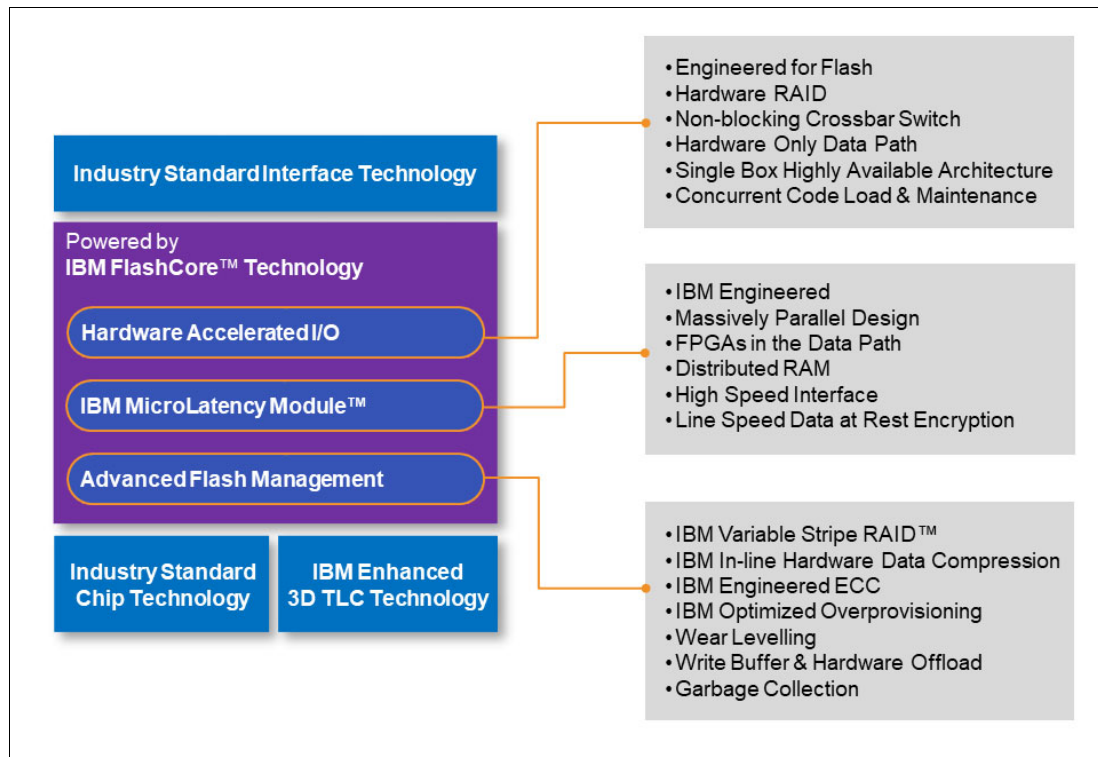 Industry Standard Interface Technology
Powered by
IBM FlashCore™ Technology
Hardware Accelerated I/O
IBM MicroLatency Module™
Advanced Flash Management
Industry Standard
Chip Technology
IBM Enhanced
3D TLC Technology
•Engineered for Flash
•Hardware RAID
•Non-blocking Crossbar Switch
•Hardware Only Data Path
•Single Box Highly Available Architecture
•Concurrent Code Load & Maintenance
•IBM Engineered
•Massively Parallel Design
•FPGAs in the Data Path
•Distributed RAM
•High Speed Interface
•Line Speed Data at Rest Encryption
•IBM Variable Stripe RAID™
•IBM In-line Hardware Data Compression
•IBM Engineered ECC
•IBM Optimized Overprovisioning
•Wear Levelling
•Write Buffer & Hardware Offload
•Garbage Collection